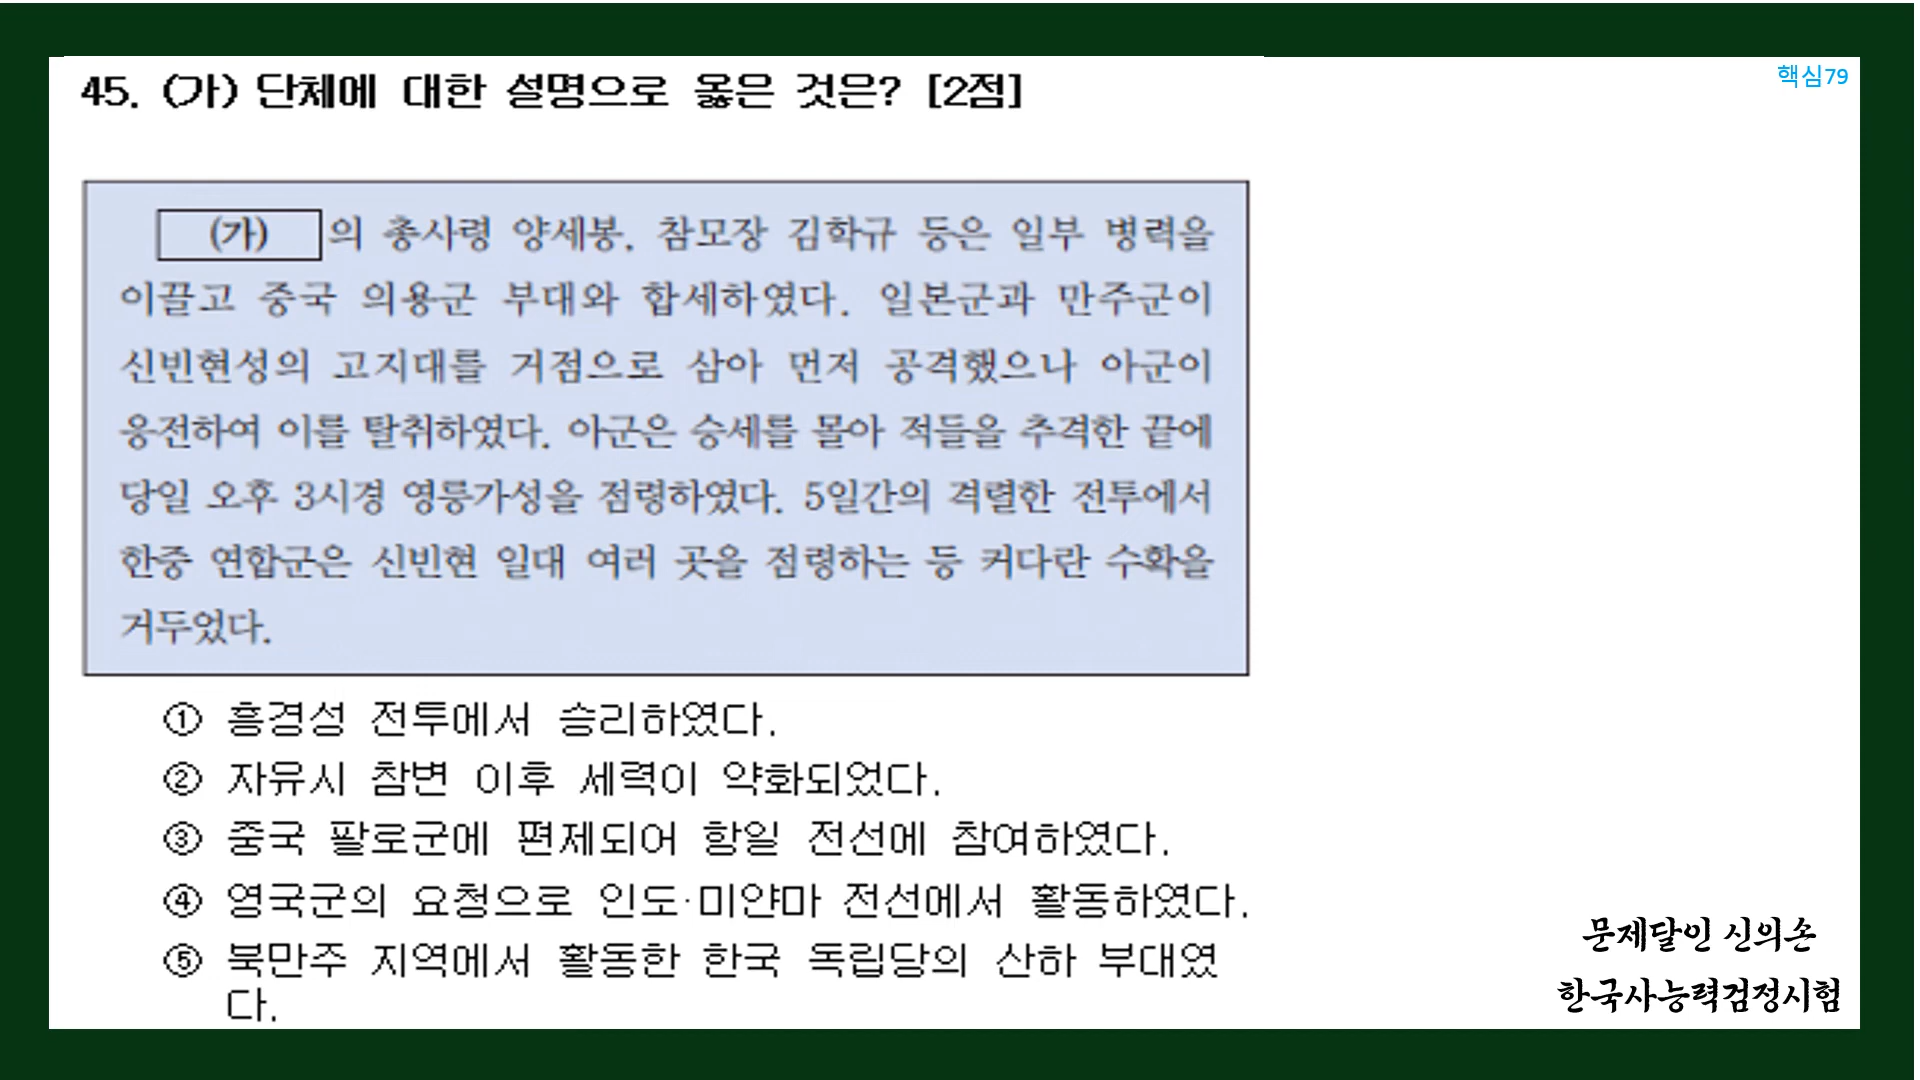 핵심79
45. (가) 단체에 대한 설명으로 옳은 것은? [2점]
(가) 의 총사령 양세봉, 참모장 김학규 등은 일부 병력을
이끌고 중국 의용군 부대와 합세하였다. 일본군과 만주군이
신빈현성의 고지대를 거점으로 삼아 먼저 공격했으나 아군이
응전하여 이를 탈취하였다. 아군은 승세를 몰아 적들을 추격한 끝에
당일 오후 3시경 영릉가성을 점령하였다. 5일간의 격렬한 전투에서
한중 연합군은 신빈현 일대 여러 곳을 점령하는 등 커다란 수확을
거두었다.
① 흥경성 전투에서 승리하였다.
② 자유시 참변 이후 세력이 약화되었다.
③ 중국 팔로군에 편제되어 항일 전선에 참여하였다.
④ 영국군의 요청으로 인도·미얀마 전선에서 활동하였다.
⑤ 북만주 지역에서 활동한 한국 독립당의 산하 부대였
다.
문제달인 신의손
한국사능력검정시험